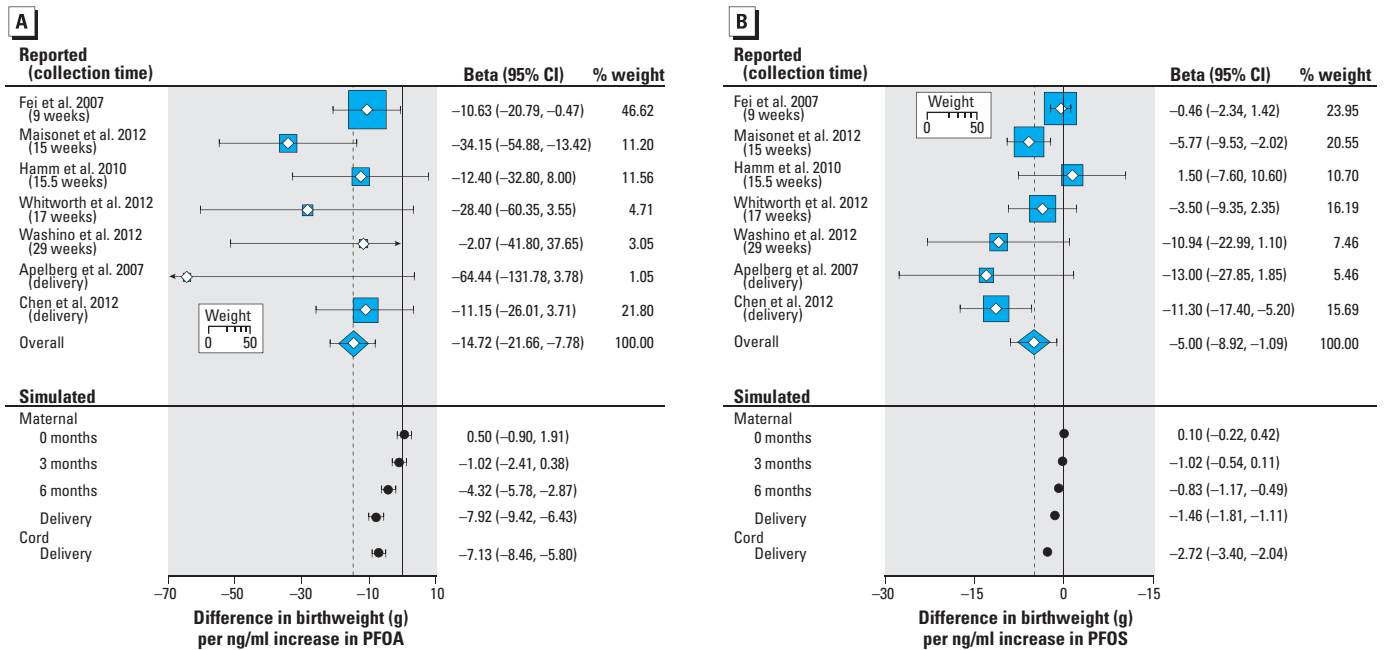 A
Reported
(collection time) Beta (95% CI) % weight
Fei et al. 2007
(9 weeks) –10.63 (–20.79, –0.47) 46.62
Maisonet et al. 2012
(15 weeks) –34.15 (–54.88, –13.42) 11.20
Hamm et al. 2010
(15.5 weeks) –12.40 (–32.80, 8.00) 11.56
Whitworth et al. 2012
(17 weeks) –28.40 (–60.35, 3.55) 4.71
Washino et al. 2012
(29 weeks) –2.07 (–41.80, 37.65) 3.05
Apelberg et al. 2007
(delivery) –64.44 (–131.78, 3.78) 1.05
Chen et al. 2012
(delivery) –11.15 (–26.01, 3.71) 21.80
Weight
0 50
Overall –14.72 (–21.66, –7.78) 100.00
Simulated
Maternal
0 months 0.50 (–0.90, 1.91)
3 months –1.02 (–2.41, 0.38)
6 months –4.32 (–5.78, –2.87)
Delivery –7.92 (–9.42, –6.43)
Cord
Delivery –7.13 (–8.46, –5.80)
–70 –50 –30 –10 10
Difference in birthweight (g)
per ng/ml increase in PFOA
B
Reported
(collection time) Beta (95% CI) % weight
Fei et al. 2007
(9 weeks) –0.46 (–2.34, 1.42) 23.95
Weight
0 50
Maisonet et al. 2012
(15 weeks) –5.77 (–9.53, –2.02) 20.55
Hamm et al. 2010
(15.5 weeks) 1.50 (–7.60, 10.60) 10.70
Whitworth et al. 2012
(17 weeks) –3.50 (–9.35, 2.35) 16.19
Washino et al. 2012
(29 weeks) –10.94 (–22.99, 1.10) 7.46
Apelberg et al. 2007
(delivery) –13.00 (–27.85, 1.85) 5.46
Chen et al. 2012
(delivery) –11.30 (–17.40, –5.20) 15.69
Overall –5.00 (–8.92, –1.09) 100.00
Simulated
Maternal
0 months 0.10 (–0.22, 0.42)
3 months –1.02 (–0.54, 0.11)
6 months –0.83 (–1.17, –0.49)
Delivery –1.46 (–1.81, –1.11)
Cord
Delivery –2.72 (–3.40, –2.04)
–30 –15 0 –15
Difference in birthweight (g)
per ng/ml increase in PFOS